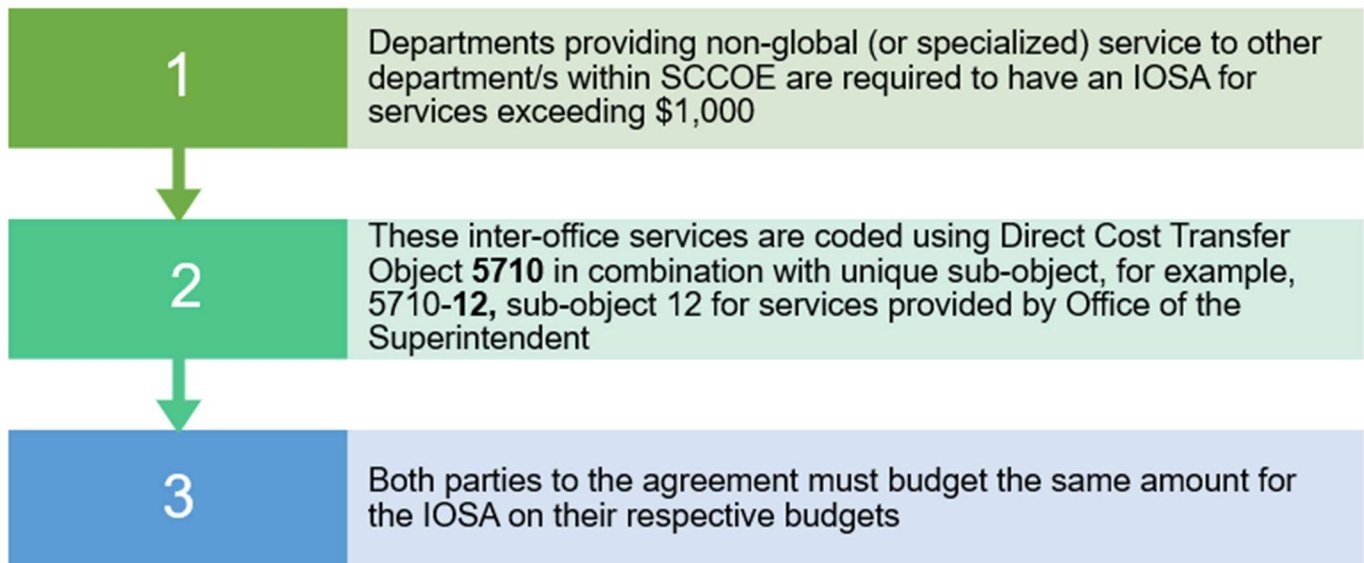 1
Departments providing non-global (or specialized) service to other
department/s within SCCOE are required to have an IOSA for
services exceeding $1,000
2
These inter-office services are coded using Direct Cost Transfer
Object 5710 in combination with unique sub-object, for example,
5710-12, sub-object 12 for services provided by Office of the
Superintendent
3
Both parties to the agreement must budget the same amount for
the IOSA on their respective budgets